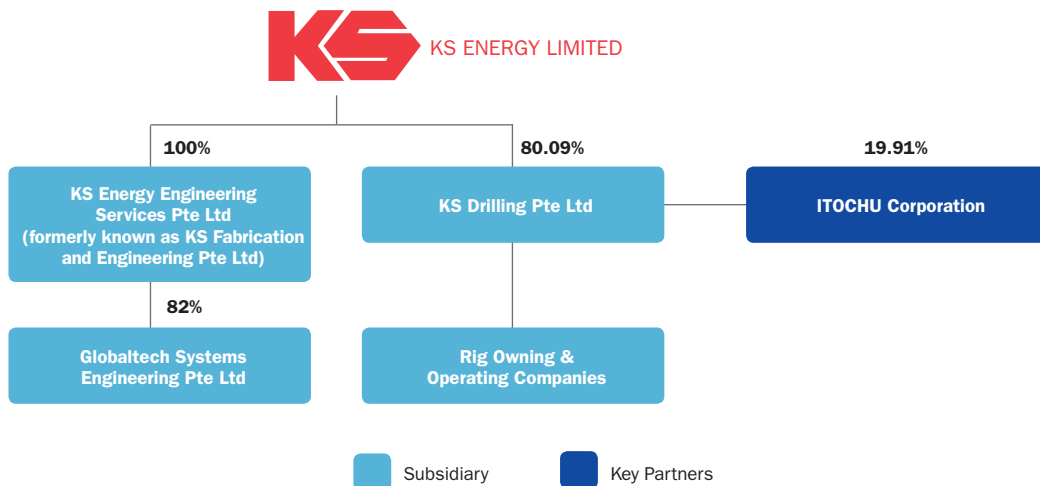 KS KS ENERGY LIMITED
100%
80.09%
19.91%
KS Energy Engineering
Services Pte Ltd
(formerly known as KS Fabrication
and Engineering Pte Ltd)
KS Drilling Pte Ltd
ITOCHU Corporation
82%
Globaltech Systems
Engineering Pte Ltd
Rig Owning &
Operating Companies
Subsidiary
Key Partners